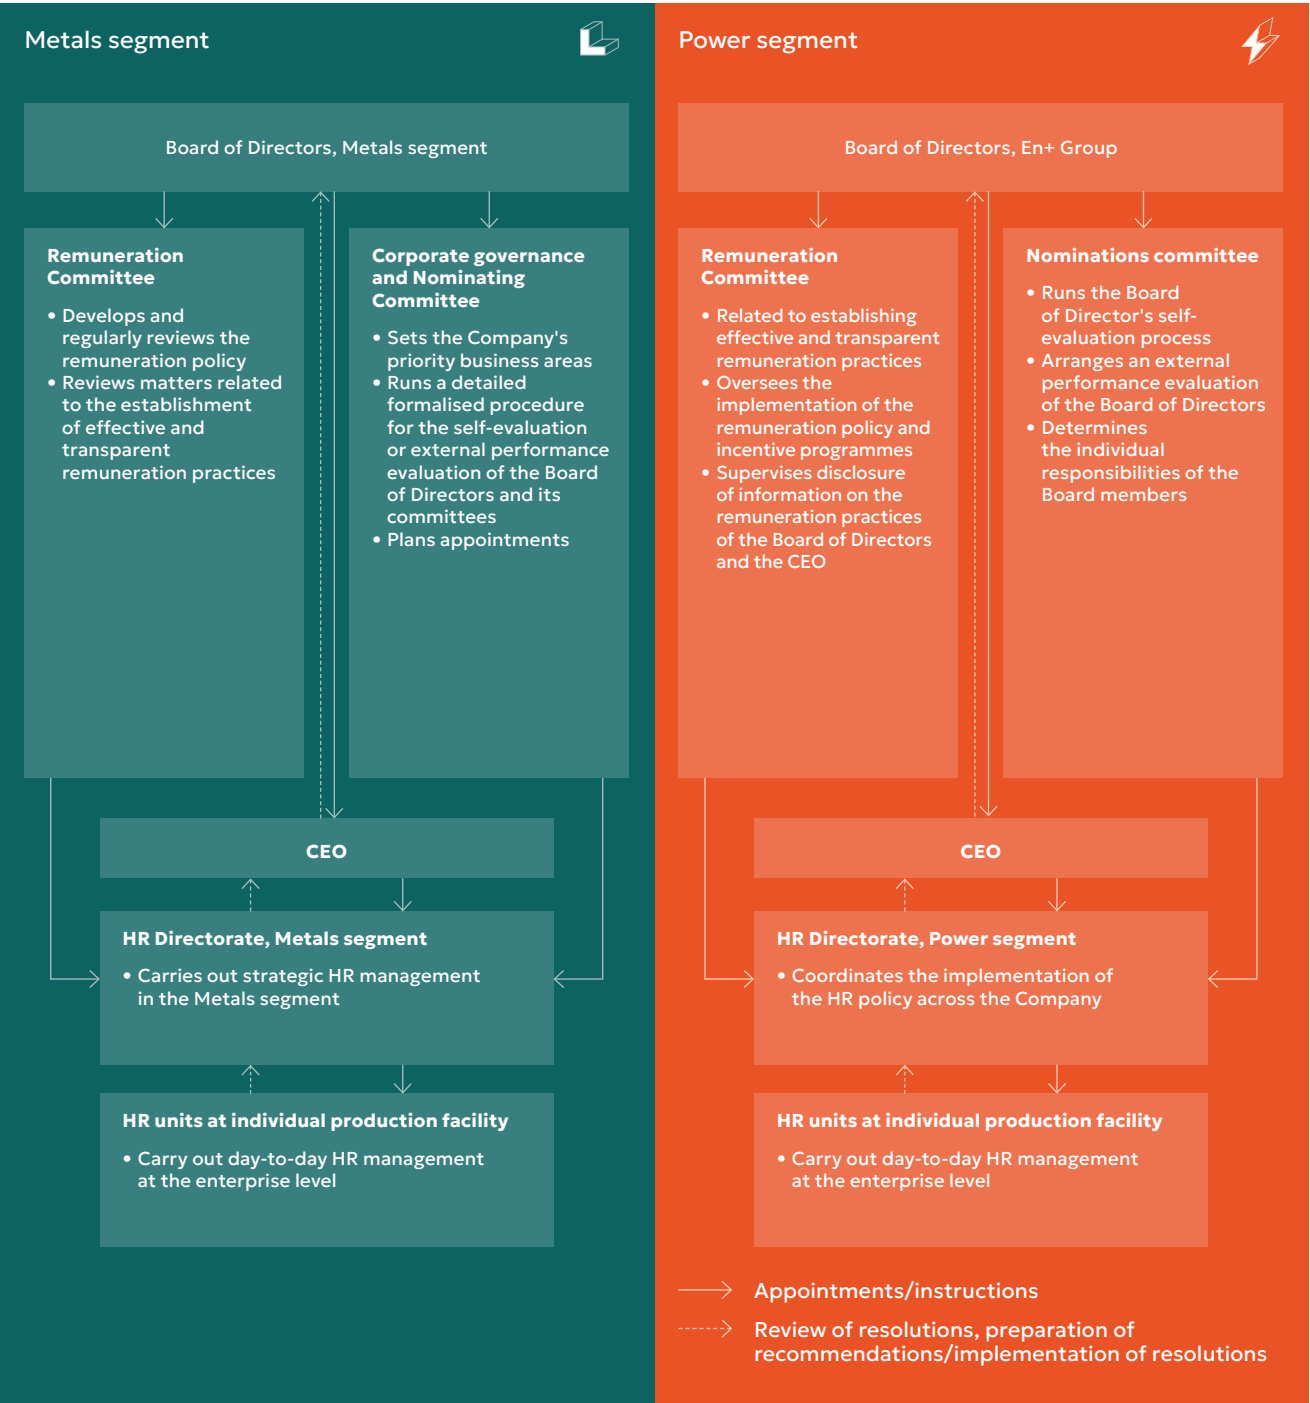 Metals segment
Board of Directors, Metals segment
Remuneration
Committee
• Develops and
regularly reviews the
remuneration policy
• Reviews matters related
to the establishment
of effective and
transparent
remuneration practices
Corporate governance
and Nominating
Committee
• Sets the Company's
priority business areas
• Runs a detailed
formalised procedure
for the self-evaluation
or external performance
evaluation of the Board
of Directors and its
committees
• Plans appointments
CEO
HR Directorate, Metals segment
• Carries out strategic HR management
in the Metals segment
HR units at individual production facility
• Carry out day-to-day HR management
at the enterprise level
Power segment
Board of Directors, En+ Group
Remuneration
Committee
• Related to establishing
effective and transparent
remuneration practices
• Oversees the
implementation of the
remuneration policy and
incentive programmes
• Supervises disclosure
of information on the
remuneration practices
of the Board of Directors
and the CEO
Nominations committee
• Runs the Board
of Director's self-
evaluation process
• Arranges an external
performance evaluation
of the Board of Directors
• Determines
the individual
responsibilities of the
Board members
CEO
HR Directorate, Power segment
• Coordinates the implementation of
the HR policy across the Company
HR units at individual production facility
• Carry out day-to-day HR management
at the enterprise level
Appointments/instructions
Review of resolutions, preparation of
recommendations/implementation of resolutions